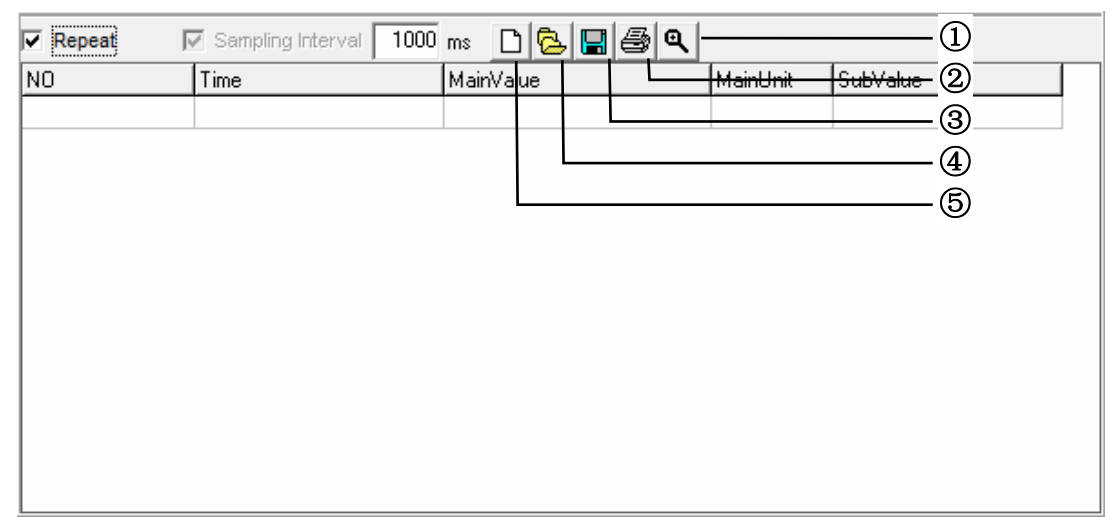 Repeat Sampling Interval 1000 ms ①
NO Time MainValue MainUnit SubValue ②
③
④
⑤